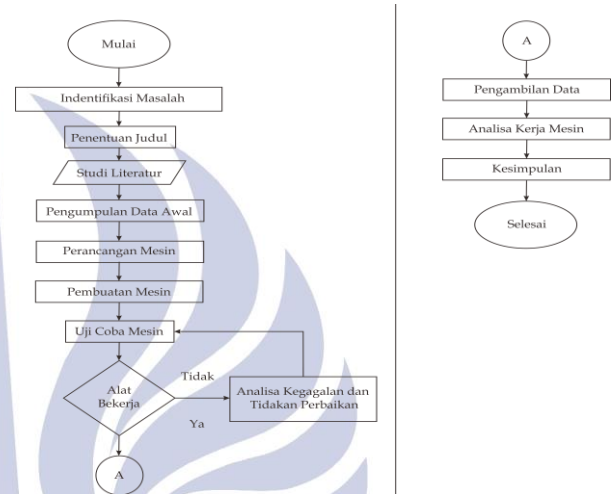 Mulai
Indentifikasi Masalah
Penentuan Judul
Studi Literatur
Pengumpulan Data Awal
Perancangan Mesin
Pembuatan Mesin
Uji Coba Mesin
Alat
Bekerja
Tidak
Ya
Analisa Kegagalan dan
Tidakan Perbaikan
A
A
Pengambilan Data
Analisa Kerja Mesin
Kesimpulan
Selesai